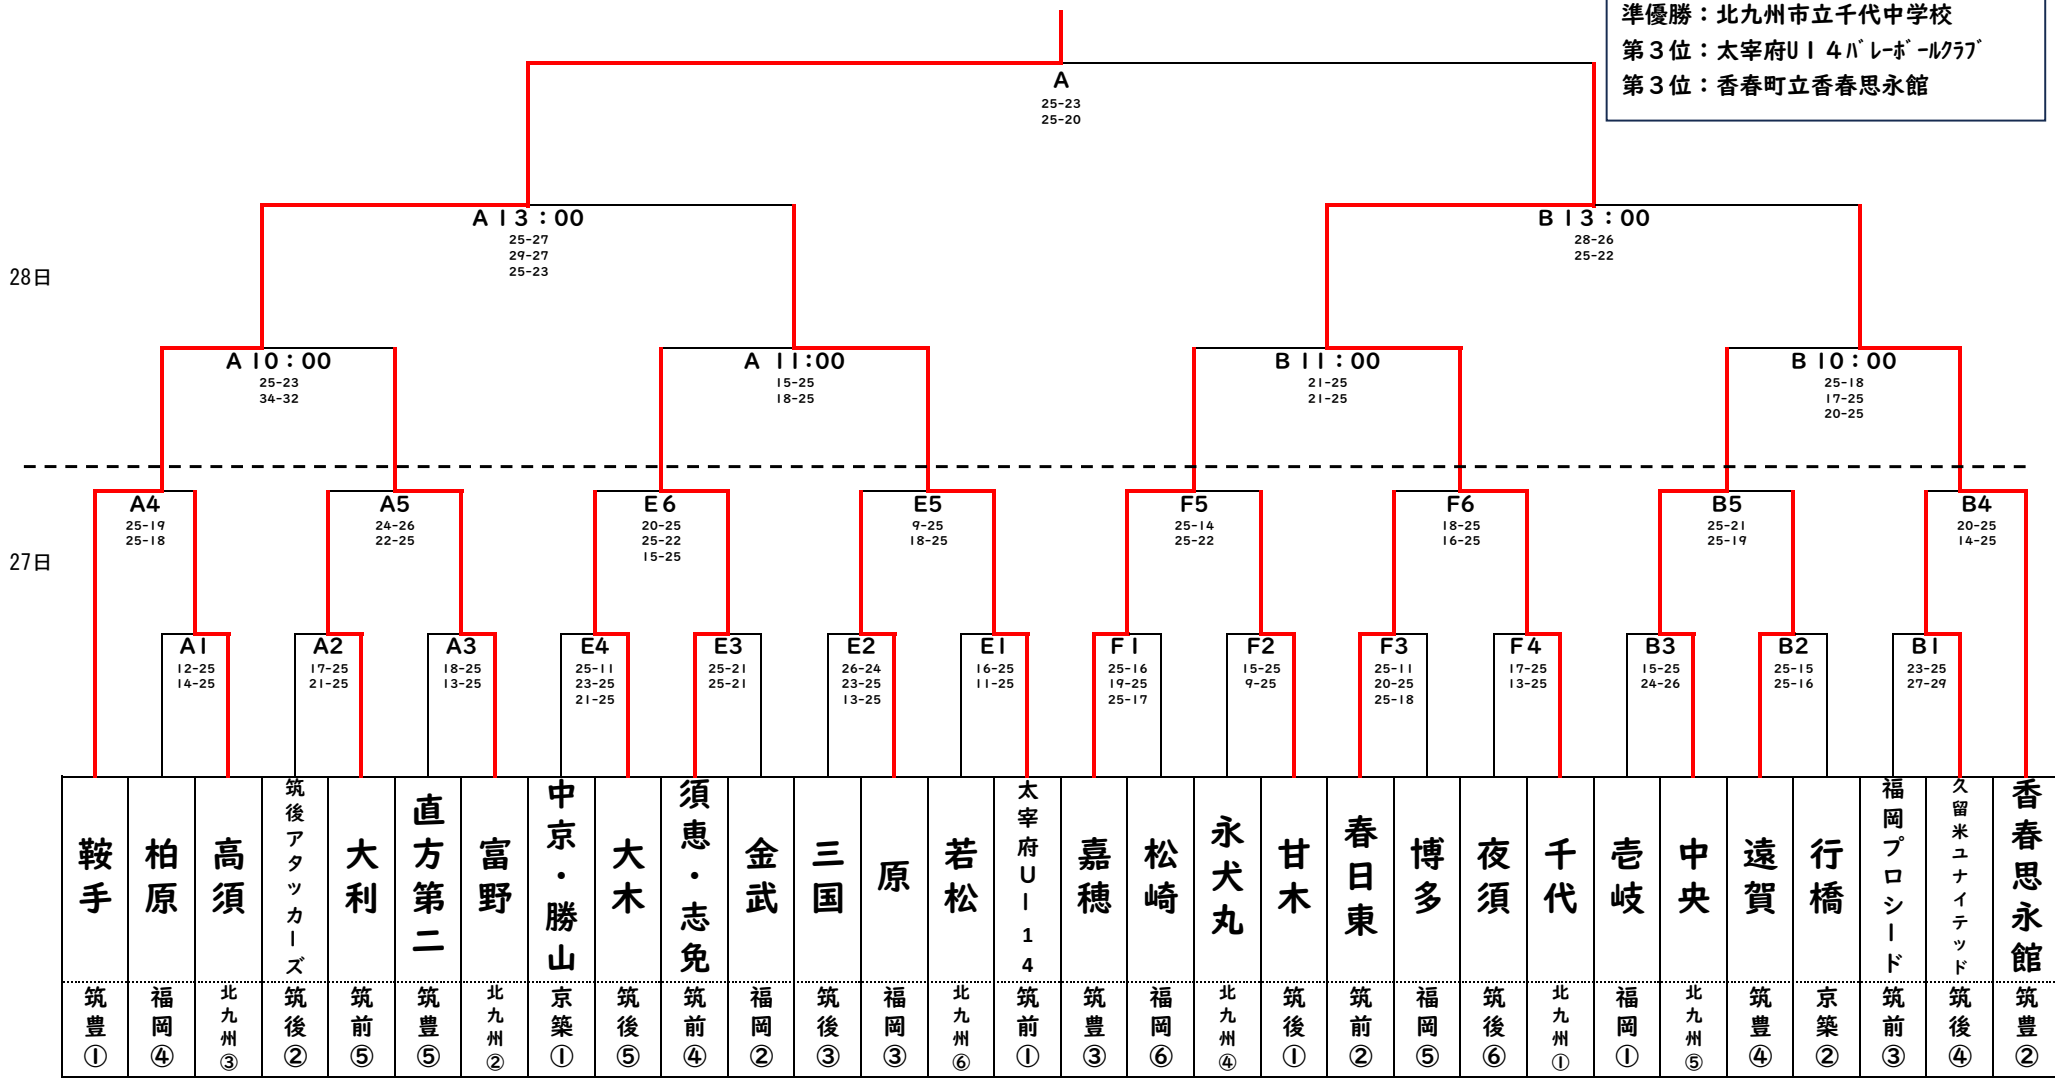 準優勝：北九州市立千代中学校
第３位：太宰府U１４ﾊﾞﾚｰﾎﾞｰﾙｸﾗﾌﾞ
第３位：香春町立香春思永館
A
25-23
25-20
A１３：００
25-27
29-27
25-23
B１３：００
28-26
25-22
28日
A１０：００
25-23
34-32
A １１:００
15-25
18-25
B１１：００
21-25
21-25
B１０：００
25-18
17-25
20-25
A4
25-19
25-18
A5
24-26
22-25
E6
20-25
25-22
15-25
E5
9-25
18-25
F5
25-14
25-22
F6
18-25
16-25
B5
25-21
25-19
B4
20-25
14-25
27日
A1
12-25
14-25
A2
17-25
21-25
A3
18-25
13-25
E4
25-11
23-25
21-25
E3
25-21
25-21
E2
26-24
23-25
13-25
E1
16-25
11-25
F1
25-16
19-25
25-17
F2
15-25
9-25
F3
25-11
20-25
25-18
F4
17-25
13-25
B3
15-25
24-26
B2
25-15
25-16
B1
23-25
27-29
鞍手
柏原
高須
筑後アタッカーズ
大利
直方第二
富野
中京・勝山
大木
須恵・志免
金武
三国
原
若松
太宰府U１14
嘉穂
松崎
永犬丸
甘木
春日東
博多
夜須
千代
壱岐
中央
遠賀
行橋
福岡プロシード
久留米ユナイテッド
香春思永館
筑豊①
福岡④
北九州③
筑後②
筑前⑤
筑豊⑤
北九州②
京築①
筑後⑤
筑前④
福岡②
筑後③
福岡③
北九州⑥
筑前①
筑豊③
福岡⑥
北九州④
筑後①
筑前②
福岡⑤
筑後⑥
北九州①
福岡①
北九州⑤
筑豊④
京築②
筑前③
筑後④
筑豊②